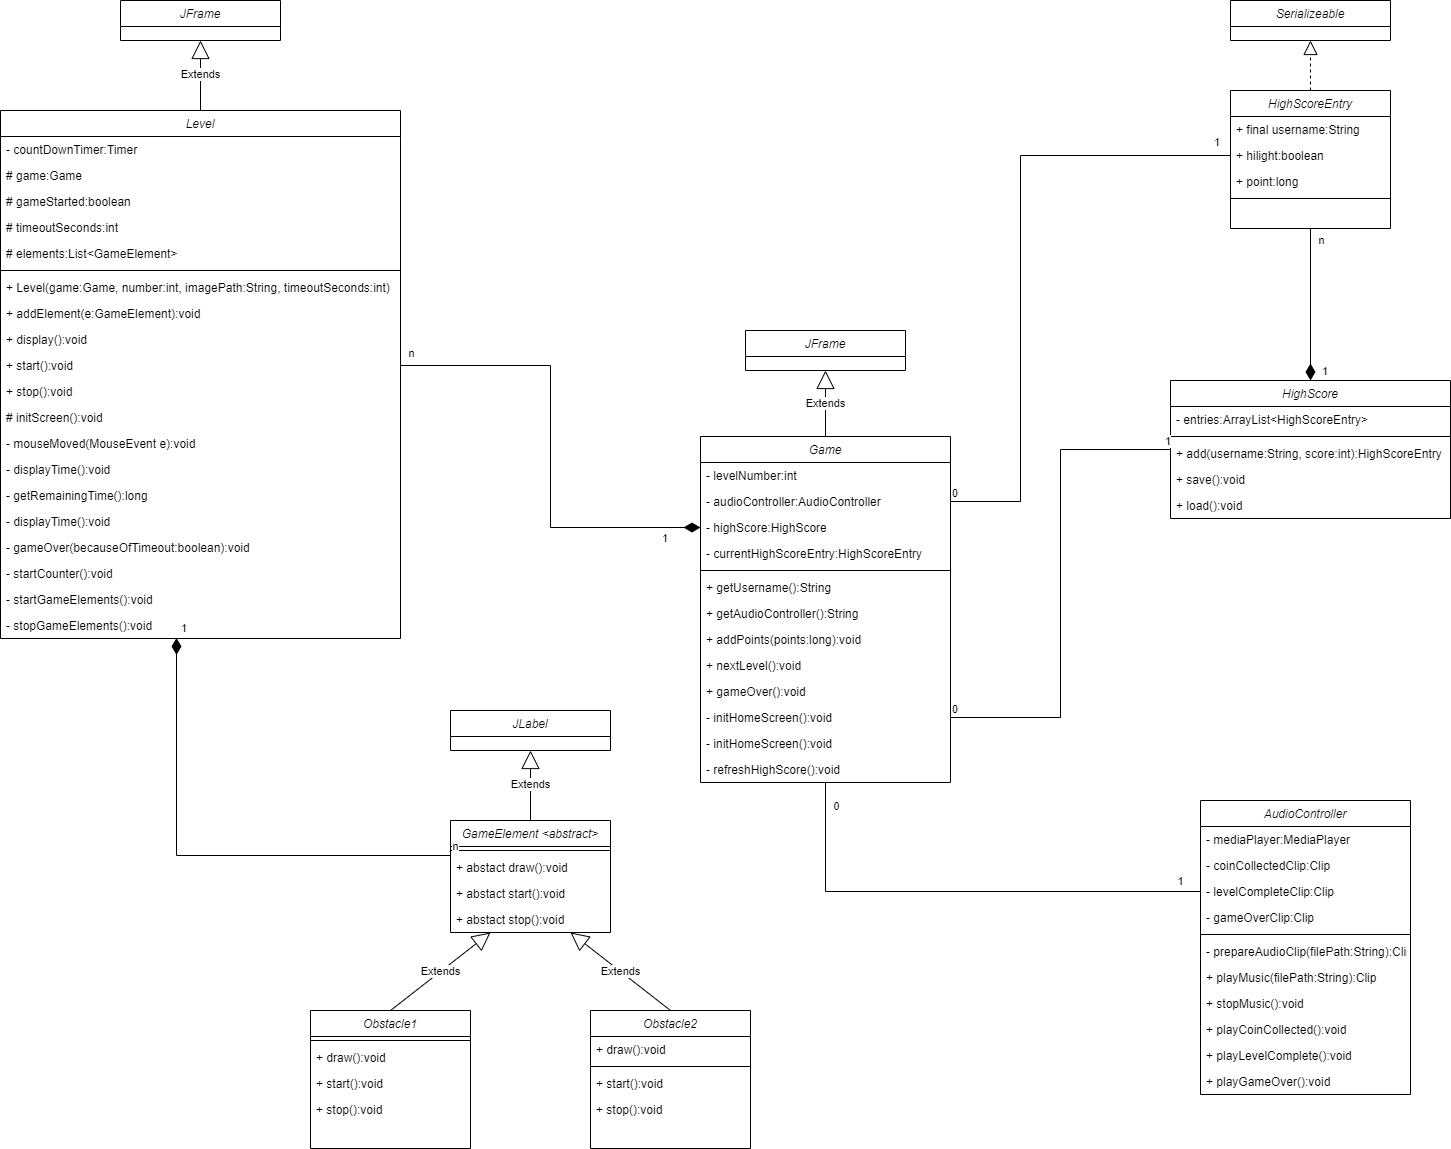 JFrame
Extends
Level
- countDownTimer:Timer
# game:Game
# gameStarted:boolean
# timeoutSeconds:int
# elements:List<GameElement>
+ Level(game:Game, number:int, imagePath:String, timeoutSeconds:int)
+ addElement(e:GameElement):void
+ display():void
+ start():void
+ stop():void
# initScreen():void
- mouseMoved(MouseEvent e):void
- displayTime():void
- getRemainingTime():long
- displayTime():void
- gameOver(becauseOfTimeout:boolean):void
- startCounter():void
- startGameElements():void
- stopGameElements():void
1
n
1
JFrame
Extends
Game
- levelNumber:int
- audioController:AudioController
- highScore:HighScore
- currentHighScoreEntry:HighScoreEntry
+ getUsername():String
+ getAudioController():String
+ addPoints(points:long):void
+ nextLevel():void
+ gameOver():void
- initHomeScreen():void
- initHomeScreen():void
- refreshHighScore():void
0
0
0
Serializeable
HighScoreEntry
+ final username:String
+ hilight:boolean
+ point:long
1
n
1
HighScore
- entries:ArrayList<HighScoreEntry>
+ add(username:String, score:int):HighScoreEntry
+ save():void
+ load():void
1
JLabel
Extends
GameElement <abstract>
n
+ abstact draw():void
+ abstact start():void
+ abstact stop():void
Extends
Extends
Obstacle1
+ draw():void
+ start():void
+ stop():void
Obstacle2
+ draw():void
+ start():void
+ stop():void
1
AudioController
- mediaPlayer:MediaPlayer
- coinCollectedClip:Clip
- levelCompleteClip:Clip
- gameOverClip:Clip
- prepareAudioClip(filePath:String):Cli
+ playMusic(filePath:String):Clip
+ stopMusic():void
+ playCoinCollected():void
+ playLevelComplete():void
+ playGameOver():void